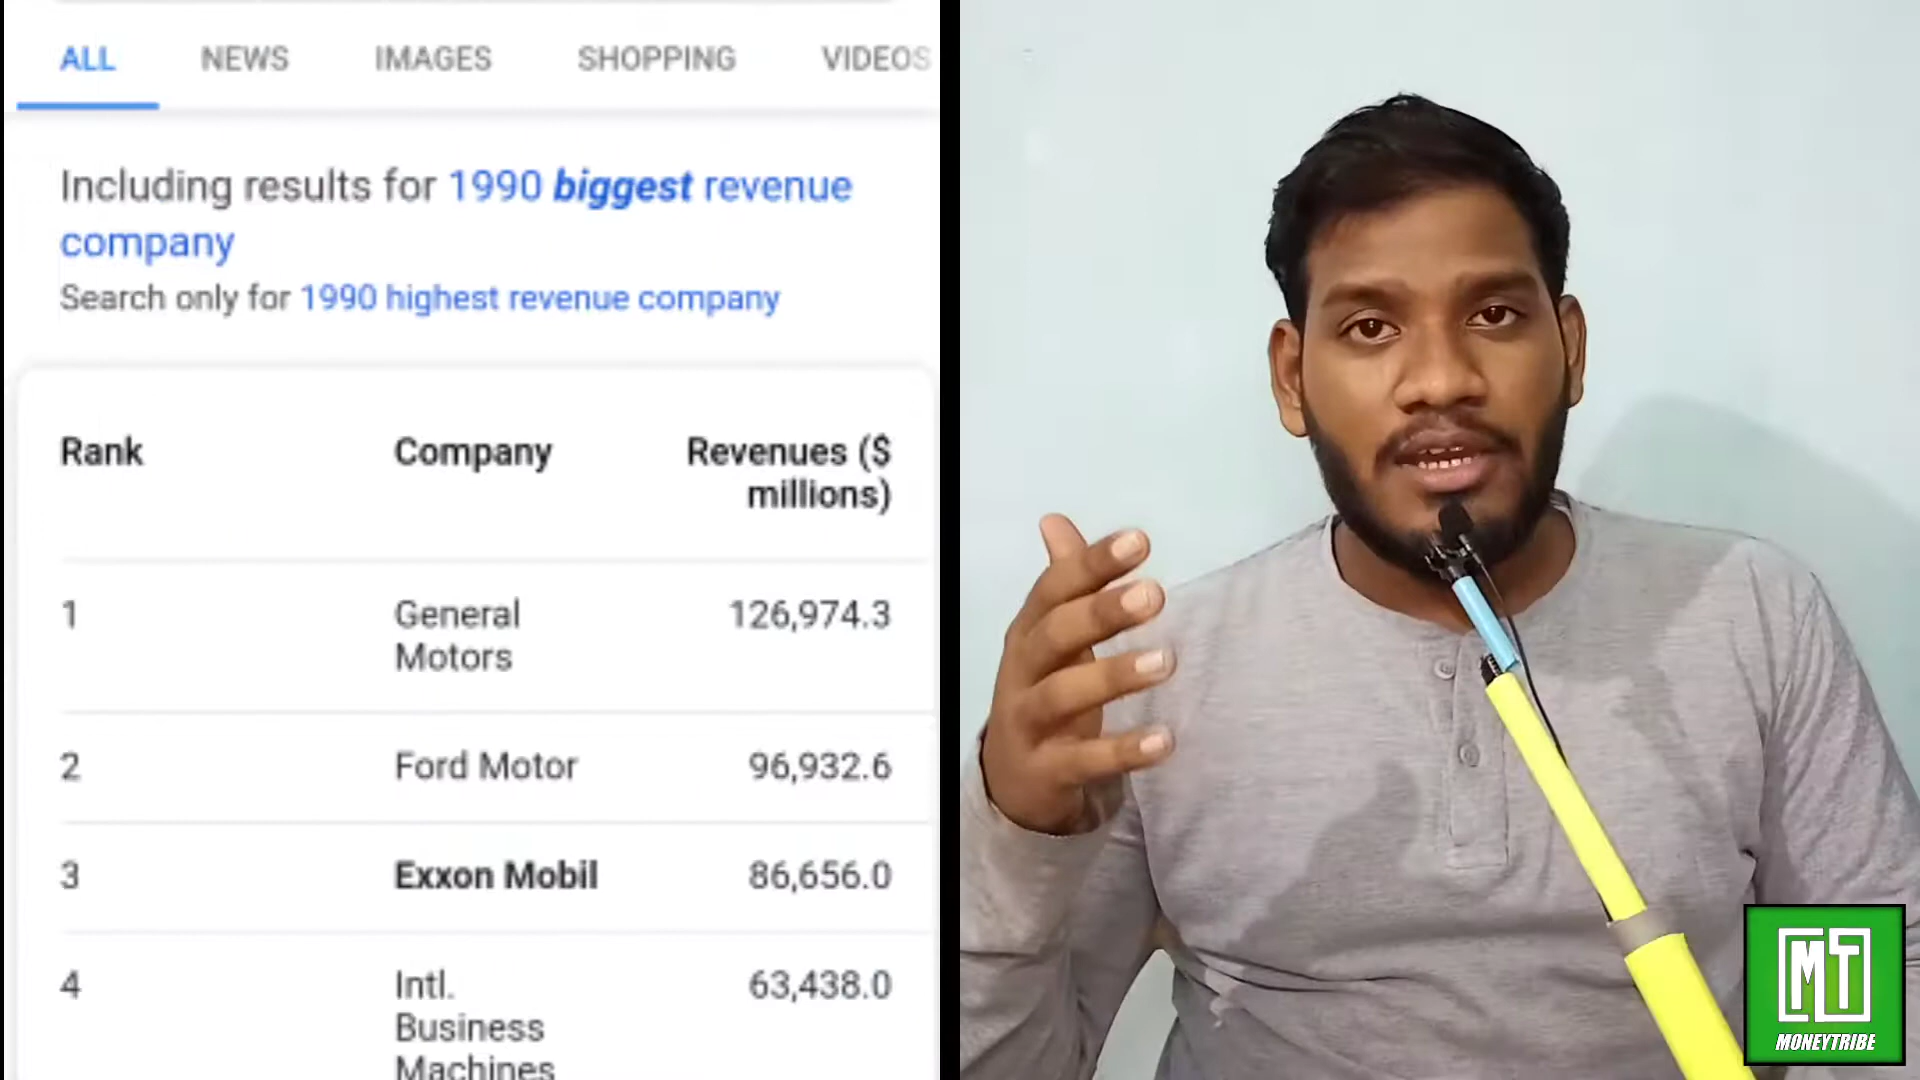 ALL NEWS IMAGES SHOPPING VIDEOS
Including results for 1990 biggest revenue
company
Search only for 1990 highest revenue company
Rank Company Revenues ($
millions)
1 General 126,974.3
Motors
2 Ford Motor 96,932.6
3 Exxon Mobil 86,656.0
4 Intl. 63,438.0
Business
Machines
MT
MONEYTRIBE